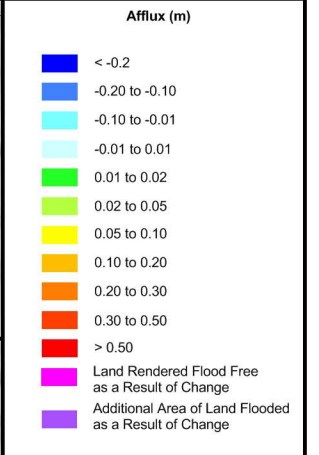 Afflux (m)
< -0.2
-0.20 to -0.10
-0.10 to -0.01
-0.01 to 0.01
0.01 to 0.02
0.02 to 0.05
0.05 to 0.10
0.10 to 0.20
0.20 to 0.30
0.30 to 0.50
> 0.50
Land Rendered Flood Free
as a Result of Change
Additional Area of Land Flooded
as a Result of Change